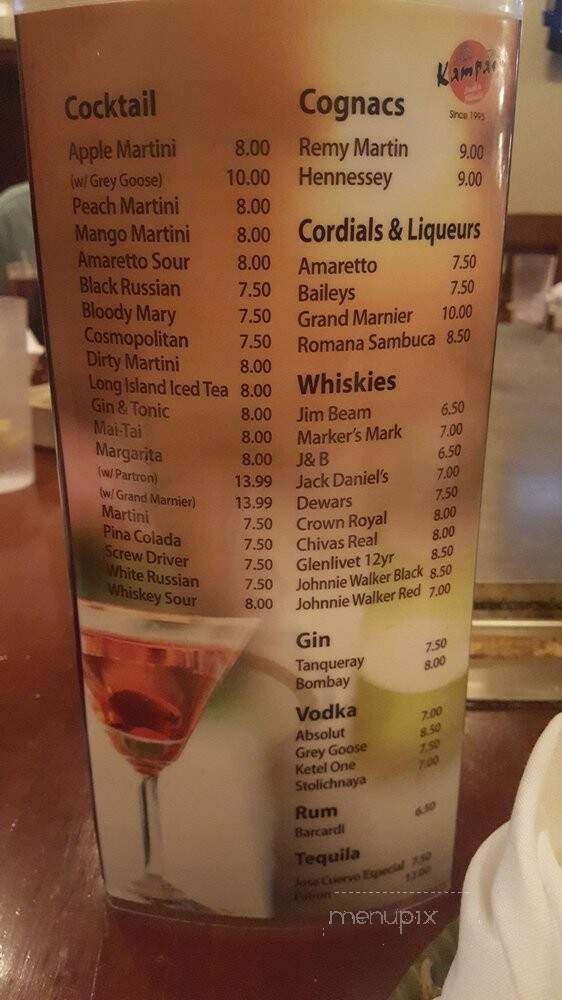 Kampai
Since 1995
Cocktail
Apple Martini 8.00
(w/ Grey Goose) 10.00
Peach Martini 8.00
Mango Martini 8.00
Amaretto Sour 8.00
Black Russian 7.50
Bloody Mary 7.50
Cosmopolitan 7.50
Dirty Martini 8.00
Long Island Iced Tea 8.00
Gin & Tonic 8.00
Mai-Tai 8.00
Margarita 8.00
(w/ Partron) 13.99
(w/ Grand Marnier) 13.99
Martini 7.50
Pina Colada 7.50
Screw Driver 7.50
White Russian 7.50
Whiskey Sour 8.00
Cognacs
Remy Martin 9.00
Hennessey 9.00
Cordials & Liqueurs
Amaretto 7.50
Baileys 7.50
Grand Marnier 10.00
Romana Sambuca 8.50
Whiskies
Jim Beam 6.50
Marker's Mark 7.00
J&B 6.50
Jack Daniel's 7.00
Dewars 7.50
Crown Royal 8.00
Chivas Real 8.00
Glenlivet 12yr 8.50
Johnnie Walker Black 8.50
Johnnie Walker Red 7.00
Gin
Tanqueray 7.50
Bombay 8.00
Vodka
Absolut 7.00
Grey Goose 8.50
Ketel One 7.50
Stolichnaya 7.00
Rum
Barcardi 6.50
Tequila
Jose Cuervo Especial 7.50
Patron 13.00
menupix